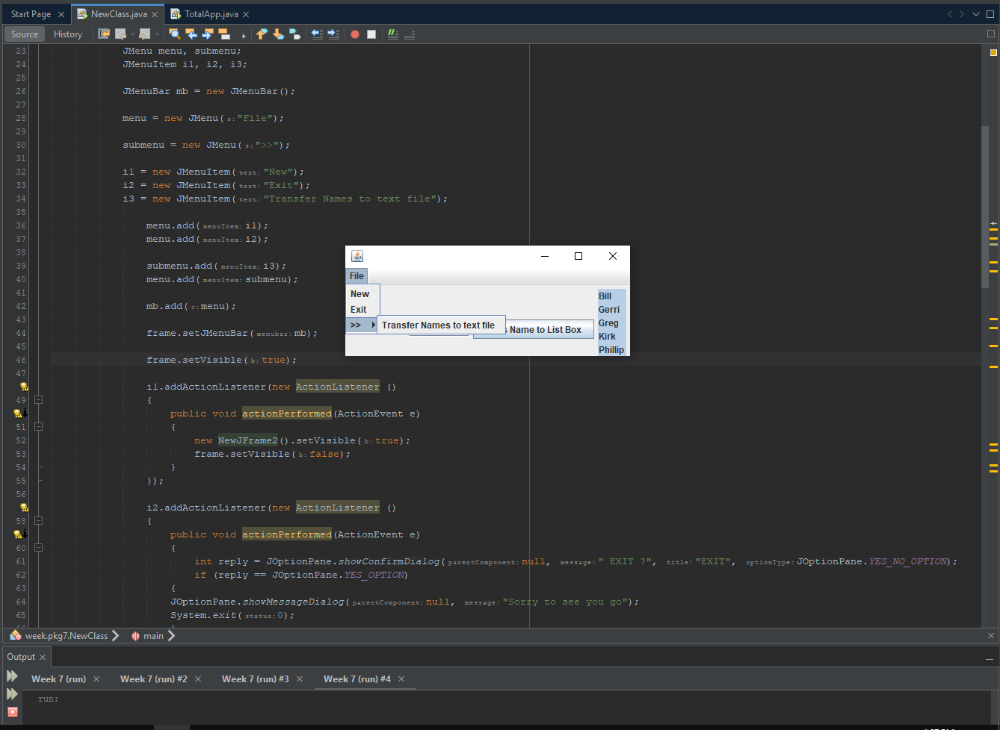 Start Page
NewClass.java
TotalApp.java
Source History
23 JMenu menu, submenu;
24 JMenuItem i1, i2, i3;
25
26 JMenuBar mb = new JMenuBar();
27
28 menu = new JMenu( s: "File");
29
30 submenu = new JMenu( s: ">>");
31
32 i1 = new JMenuItem( text: "New");
33 i2 = new JMenuItem( text: "Exit");
34 i3 = new JMenuItem( text: "Transfer Names to text file");
35
36 menu.add( menuItem: i1);
37 menu.add( menuItem: i2);
38
39 submenu.add( menuItem: i3);
40 menu.add( menuItem: submenu);
41
42 mb.add( c: menu);
43
44 frame.setJMenuBar( menubar: mb);
45
46 frame.setVisible( b: true);
47
i1.addActionListener(new ActionListener ()
49 {
public void actionPerformed(ActionEvent e)
51 {
52 new NewJFrame2().setVisible( b: true);
53 frame.setVisible( b: false);
54 }
55 });
56
i2.addActionListener(new ActionListener ()
58 {
public void actionPerformed(ActionEvent e)
60 {
61 int reply = JOptionPane.showConfirmDialog( parentComponent: null, message: " EXIT ?", title: "EXIT", optionType: JOptionPane.YES_NO_OPTION);
62 if (reply == JOptionPane.YES_OPTION)
63 {
64 JOptionPane.showMessageDialog( parentComponent: null, message: "Sorry to see you go");
65 System.exit( status: 0);
File
New
Exit
>>
Transfer Names to text file
Name to List Box
Bill
Gerri
Greg
Kirk
Phillip
week.pkg7.NewClass main
Output
Week 7 (run)
Week 7 (run) #2
Week 7 (run) #3
Week 7 (run) #4
run: